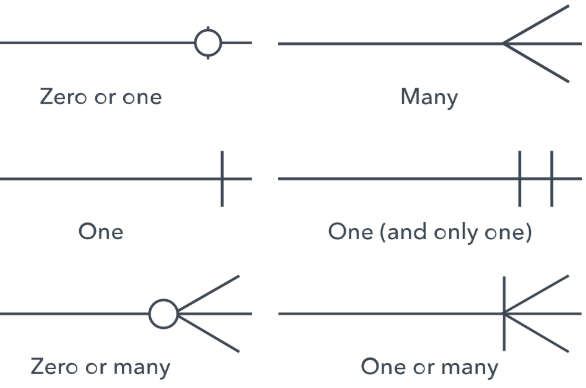 Zero or one
Many
One
One (and only one)
Zero or many
One or many